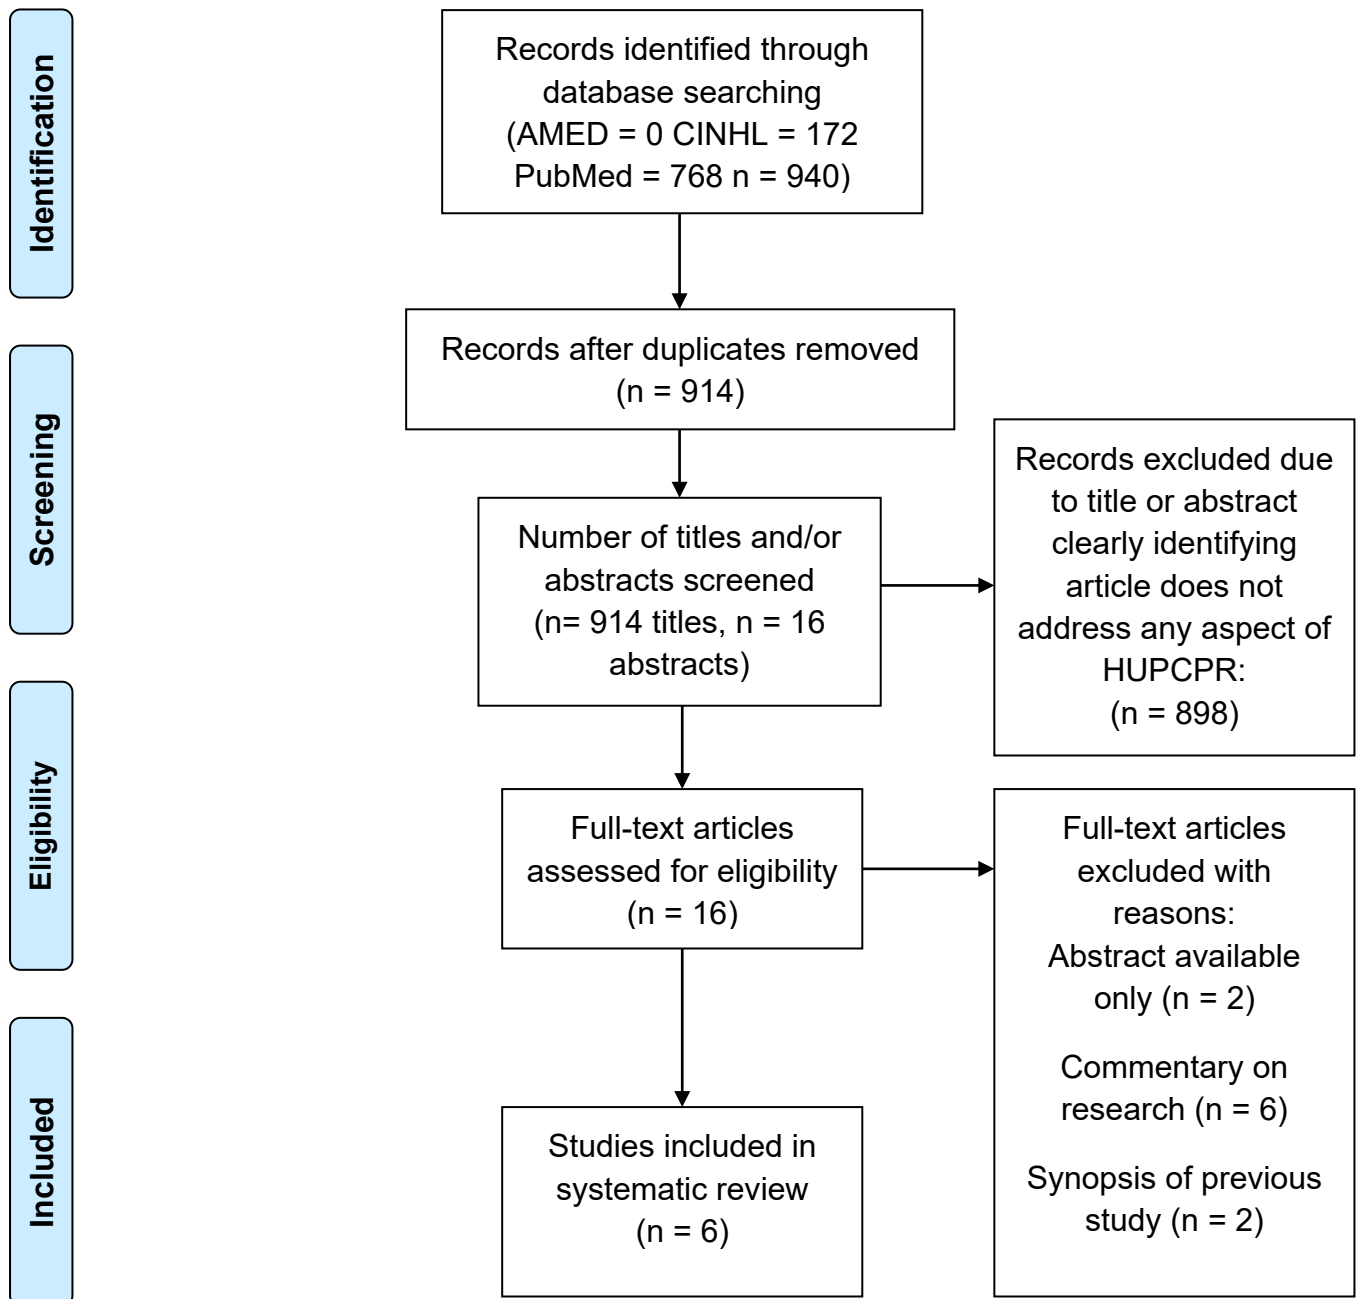 Identification
Records identified through
database searching
(AMED = 0 CINHL = 172
PubMed = 768 n = 940)
Screening
Records after duplicates removed
(n = 914)
Number of titles and/or
abstracts screened
(n= 914 titles, n = 16
abstracts)
Records excluded due
to title or abstract
clearly identifying
article does not
address any aspect of
HUPCPR:
(n = 898)
Eligibility
Full-text articles
assessed for eligibility
(n = 16)
Full-text articles
excluded with
reasons:
Abstract available
only (n = 2)
Commentary on
research (n = 6)
Synopsis of previous
study (n = 2)
Included
Studies included in
systematic review
(n = 6)